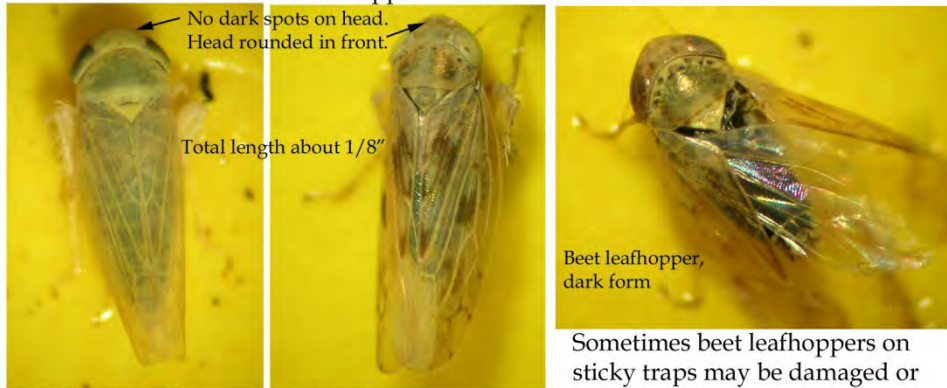 No dark spots on head.
Head rounded in front.
Total length about 1/8"
Beet leafhopper,
dark form
Sometimes beet leafhoppers on
sticky traps may be damaged or